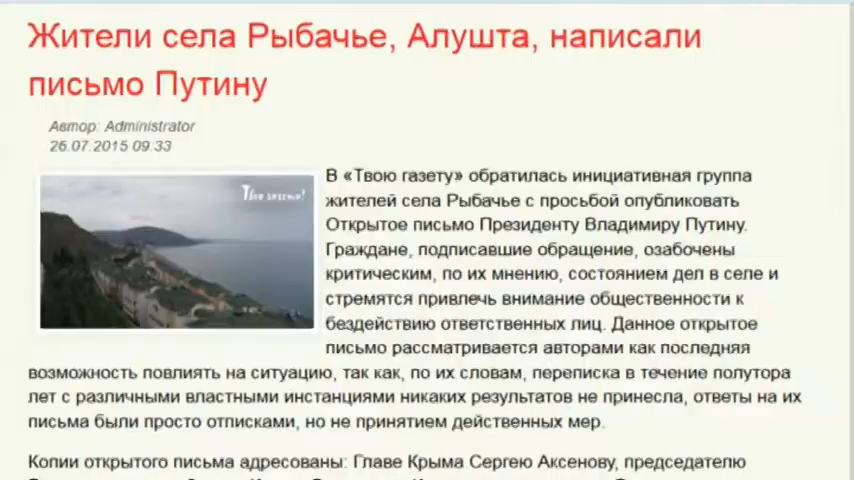 Жители села Рыбачье, Алушта, написали
письмо Путину
Автор: Administrator
26.07.2015 09:33
Твоя газета!
В «Твою газету» обратилась инициативная группа
жителей села Рыбачье с просьбой опубликовать
Открытое письмо Президенту Владимиру Путину.
Граждане, подписавшие обращение, озабочены
критическим, по их мнению, состоянием дел в селе и
стремятся привлечь внимание общественности к
бездействию ответственных лиц. Данное открытое
письмо рассматривается авторами как последняя
возможность повлиять на ситуацию, так как, по их словам, переписка в течение полутора
лет с различными властными инстанциями никаких результатов не принесла, ответы на их
письма были просто отписками, но не принятием действенных мер.
Копии открытого письма адресованы: Главе Крыма Сергею Аксенову, председателю